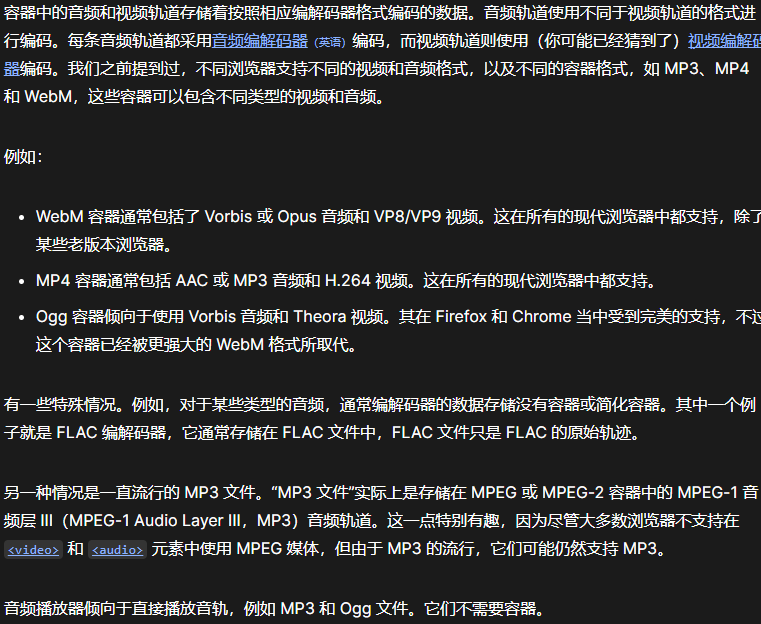 容器中的音频和视频轨道存储着按照相应编解码器格式编码的数据。音频轨道使用不同于视频轨道的格式进
行编码。每条音频轨道都采用音频编解码器（英语）编码，而视频轨道则使用（你可能已经猜到了）视频编解码
器编码。我们之前提到过，不同浏览器支持不同的视频和音频格式，以及不同的容器格式，如 MP3、MP4
和 WebM，这些容器可以包含不同类型的视频和音频。
例如：
• WebM 容器通常包括了 Vorbis 或 Opus 音频和 VP8/VP9 视频。这在所有的现代浏览器中都支持，除了
某些老版本浏览器。
• MP4 容器通常包括 AAC 或 MP3 音频和 H.264 视频。这在所有的现代浏览器中都支持。
• Ogg 容器倾向于使用 Vorbis 音频和 Theora 视频。其在 Firefox 和 Chrome 当中受到完美的支持，不过
这个容器已经被更强大的 WebM 格式所取代。
有一些特殊情况。例如，对于某些类型的音频，通常编解码器的数据存储没有容器或简化容器。其中一个例
子就是 FLAC 编解码器，它通常存储在 FLAC 文件中，FLAC 文件只是 FLAC 的原始轨迹。
另一种情况是一直流行的 MP3 文件。“MP3 文件”实际上是存储在 MPEG 或 MPEG-2 容器中的 MPEG-1 音
频层 III（MPEG-1 Audio Layer III，MP3）音频轨道。这一点特别有趣，因为尽管大多数浏览器不支持在
<video> 和 <audio> 元素中使用 MPEG 媒体，但由于 MP3 的流行，它们可能仍然支持 MP3。
音频播放器倾向于直接播放音轨，例如 MP3 和 Ogg 文件。它们不需要容器。